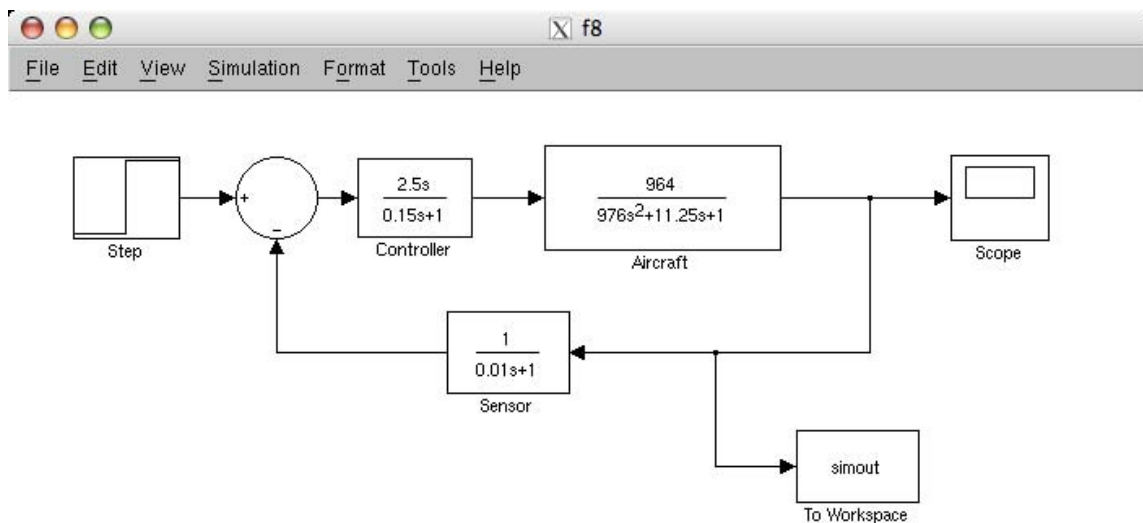 X f8
File Edit View Simulation Format Tools Help
Step
+
-
2.5s
0.15s+1
Controller
964
976s²+11.25s+1
Aircraft
Scope
1
0.01s+1
Sensor
simout
To Workspace